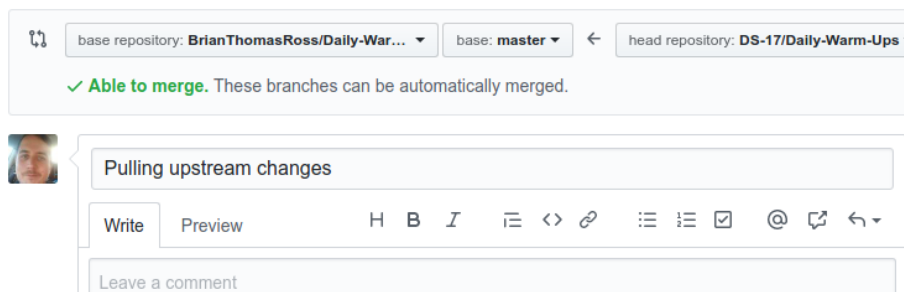 base repository: BrianThomasRoss/Daily-War... base: master head repository: DS-17/Daily-Warm-Ups
Able to merge. These branches can be automatically merged.
Pulling upstream changes
Write Preview
Leave a comment